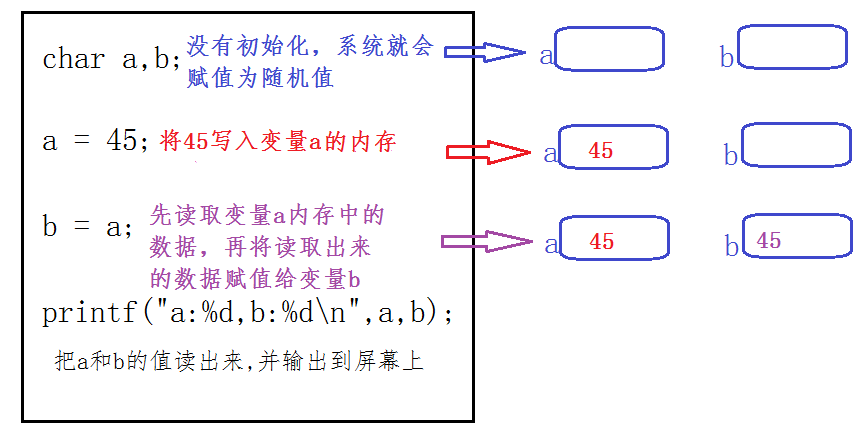 char a,b;没有初始化，系统就会
赋值为随机值
a b
a = 45;将45写入变量a的内存
a 45 b
b = a;先读取变量a内存中的
数据，再将读取出来
的数据赋值给变量b
a 45 b 45
printf("a:%d,b:%d\n",a,b);
把a和b的值读出来,并输出到屏幕上